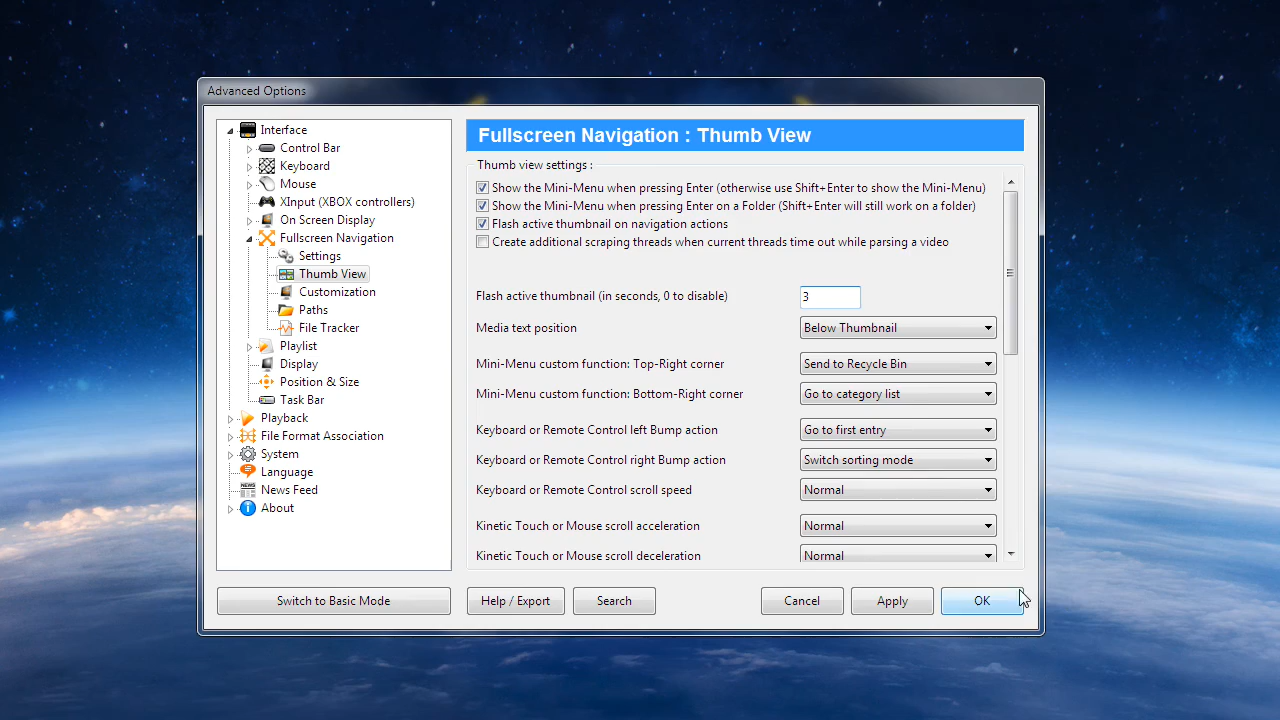 Advanced Options
Interface
Control Bar
Keyboard
Mouse
XInput (XBOX controllers)
On Screen Display
Fullscreen Navigation
Settings
Thumb View
Customization
Paths
File Tracker
Playlist
Display
Position & Size
Task Bar
Playback
File Format Association
System
Language
News Feed
About
Fullscreen Navigation : Thumb View
Thumb view settings :
Show the Mini-Menu when pressing Enter (otherwise use Shift+Enter to show the Mini-Menu)
Show the Mini-Menu when pressing Enter on a Folder (Shift+Enter will still work on a folder)
Flash active thumbnail on navigation actions
Create additional scraping threads when current threads time out while parsing a video
Flash active thumbnail (in seconds, 0 to disable) 3
Media text position Below Thumbnail
Mini-Menu custom function: Top-Right corner Send to Recycle Bin
Mini-Menu custom function: Bottom-Right corner Go to category list
Keyboard or Remote Control left Bump action Go to first entry
Keyboard or Remote Control right Bump action Switch sorting mode
Keyboard or Remote Control scroll speed Normal
Kinetic Touch or Mouse scroll acceleration Normal
Kinetic Touch or Mouse scroll deceleration Normal
Switch to Basic Mode Help / Export Search Cancel Apply OK